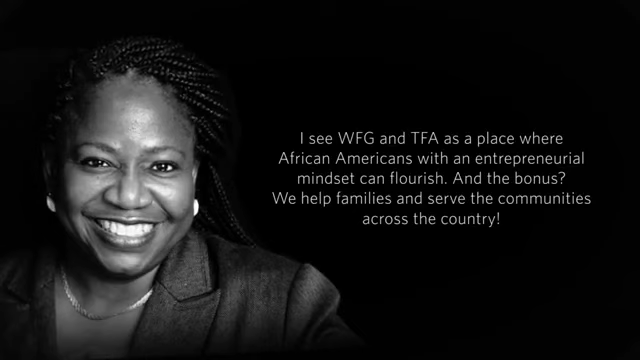 I see WFG and TFA as a place where
African Americans with an entrepreneurial
mindset can flourish. And the bonus?
We help families and serve the communities
across the country!